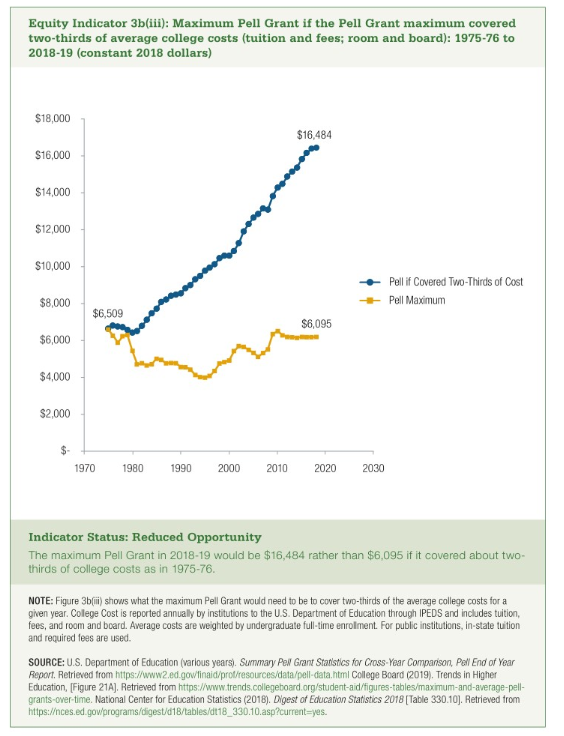 Equity Indicator 3b(iii): Maximum Pell Grant if the Pell Grant maximum covered
two-thirds of average college costs (tuition and fees; room and board): 1975-76 to
2018-19 (constant 2018 dollars)
$18,000
$16,484
$16,000
$14,000
$12,000
$10,000
Pell if Covered Two-Thirds of Cost
$8,000
Pell Maximum
$6,509
$6,095
$6,000
$4,000
$2,000
$-
1970 1980 1990 2000 2010 2020 2030
Indicator Status: Reduced Opportunity
The maximum Pell Grant in 2018-19 would be $16,484 rather than $6,095 if it covered about two-
thirds of college costs as in 1975-76.
NOTE: Figure 3b(iii) shows what the maximum Pell Grant would need to be to cover two-thirds of the average college costs for a
given year. College Cost is reported annually by institutions to the U.S. Department of Education through IPEDS and includes tuition,
fees, and room and board. Average costs are weighted by undergraduate full-time enrollment. For public institutions, in-state tuition
and required fees are used.
SOURCE: U.S. Department of Education (various years). Summary Pell Grant Statistics for Cross-Year Comparison, Pell End of Year
Report. Retrieved from https://www2.ed.gov/finaid/prof/resources/data/pell-data.html College Board (2019). Trends in Higher
Education, [Figure 21A]. Retrieved from https://www.trends.collegeboard.org/student-aid/figures-tables/maximum-and-average-pell-
grants-over-time. National Center for Education Statistics (2018). Digest of Education Statistics 2018 [Table 330.10]. Retrieved from
https://nces.ed.gov/programs/digest/d18/tables/dt18_330.10.asp?current=yes.